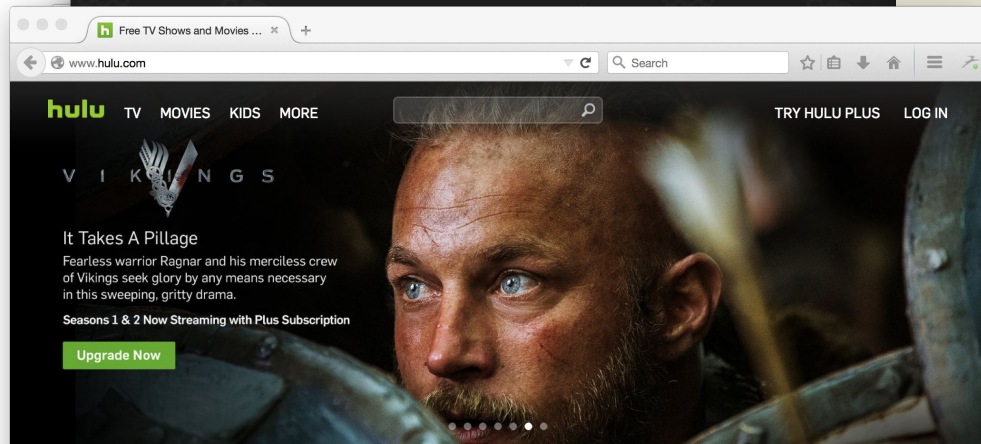 Free TV Shows and Movies ...
www.hulu.com
Search
hulu TV MOVIES KIDS MORE TRY HULU PLUS LOG IN
VIKINGS
It Takes A Pillage
Fearless warrior Ragnar and his merciless crew
of Vikings seek glory by any means necessary
in this sweeping, gritty drama.
Seasons 1 & 2 Now Streaming with Plus Subscription
Upgrade Now